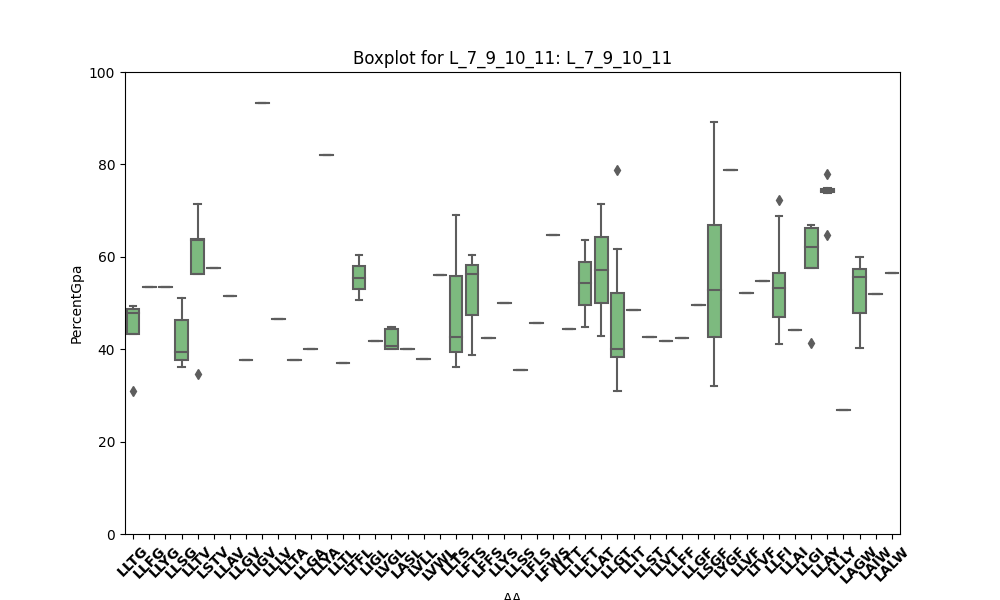 Boxplot for L_7_9_10_11: L_7_9_10_11
PercentGpa
100
80
60
40
20
0
LLTG LLFG LLYG LLSG LLTV LSTV LLAV LLGV LIGV LLLV LLTA LLGA LLYA LLTL LTFL LIGL LVGL LASL LVLL LVWL LLTS LFTS LFFS LLYS LLSS LFLS LFWS LLTT LLFT LLAT LLGT LLIT LLST LLVT LLFF LLGF LSGF LYGF LLVF LTVF LLFI LLAI LLGI LLAY LLLY LAGW LAIW LALW
AA